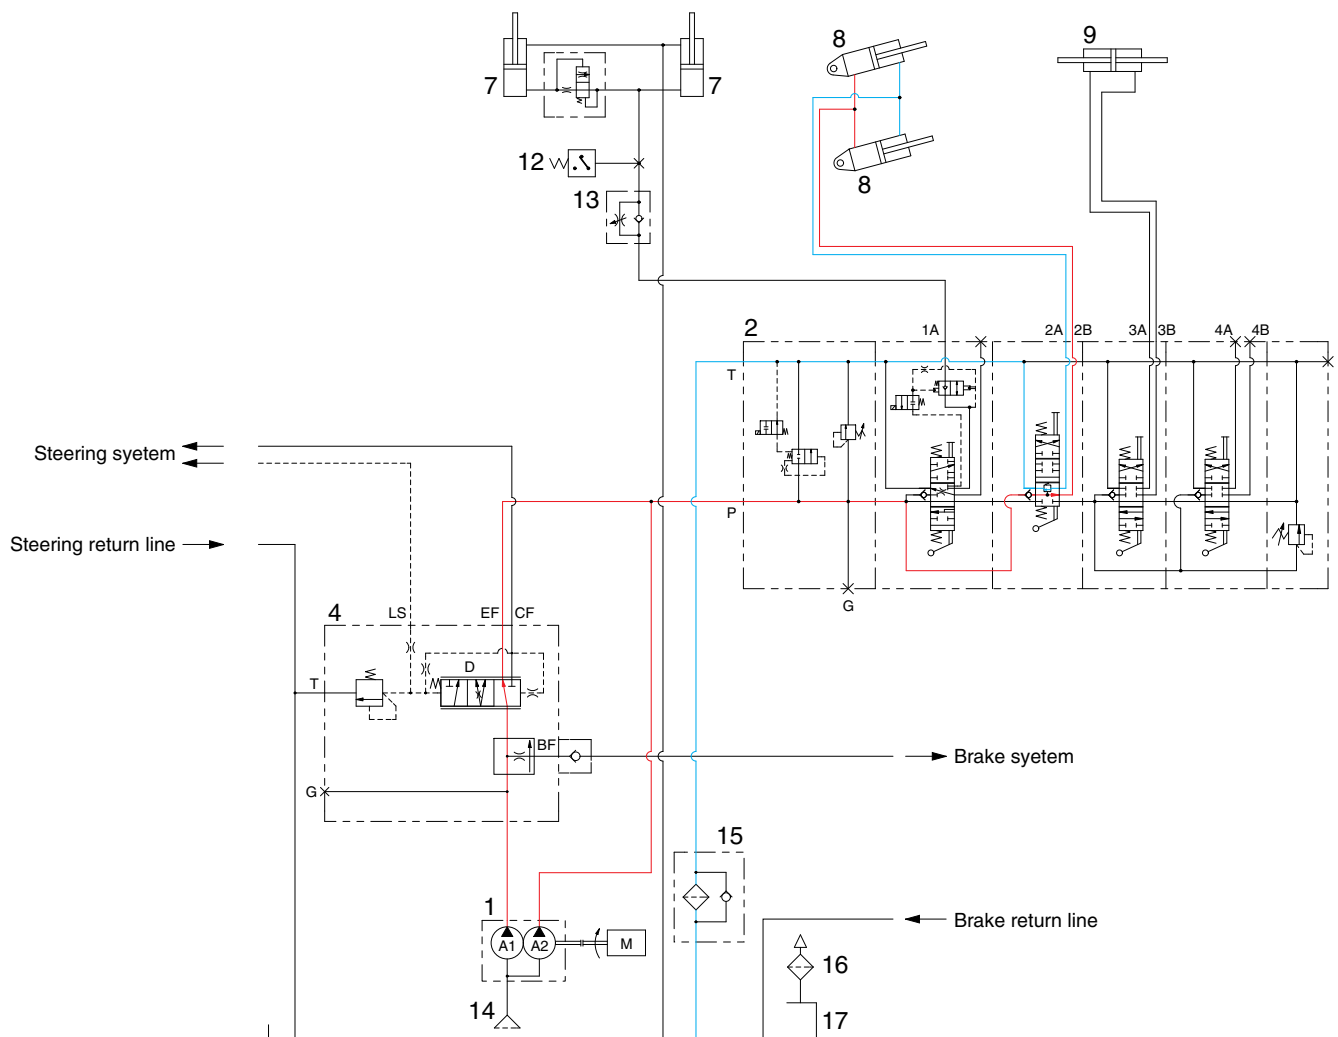 8
9
7
7
12
13
8
2
1A
2A
2B
3A
3B
4A
4B
T
Steering syetem
P
Steering return line
G
4
LS
EF
CF
D
T
BF
Brake syetem
G
15
1
Brake return line
A1
A2
M
16
14
17